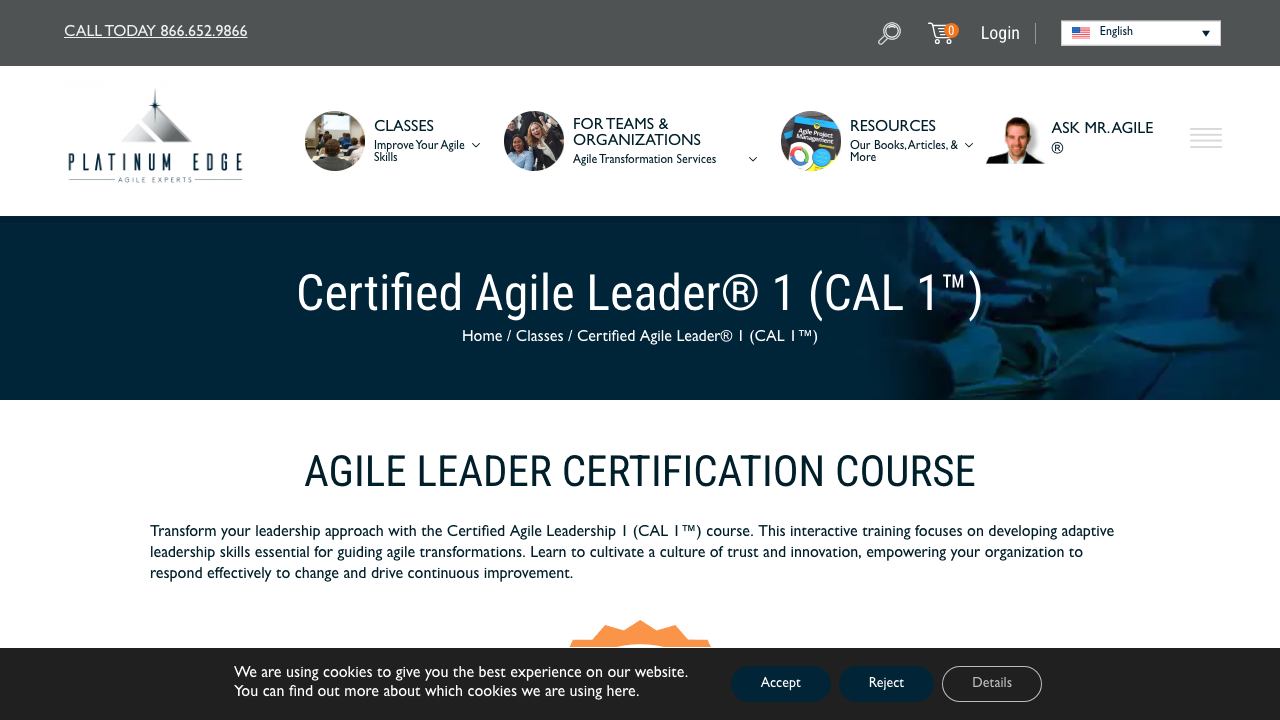 CALL TODAY 866.652.9866
0
Login
English
PLATINUM EDGE
AGILE EXPERTS
CLASSES
Improve Your Agile
Skills
FOR TEAMS &
ORGANIZATIONS
Agile Transformation Services
Agile Project
Management
RESOURCES
Our Books, Articles, &
More
ASK MR. AGILE
®
Certified Agile Leader® 1 (CAL 1™)
Home / Classes / Certified Agile Leader® 1 (CAL 1™)
AGILE LEADER CERTIFICATION COURSE
Transform your leadership approach with the Certified Agile Leadership 1 (CAL 1™) course. This interactive training focuses on developing adaptive
leadership skills essential for guiding agile transformations. Learn to cultivate a culture of trust and innovation, empowering your organization to
respond effectively to change and drive continuous improvement.
We are using cookies to give you the best experience on our website.
You can find out more about which cookies we are using here.
Accept
Reject
Details